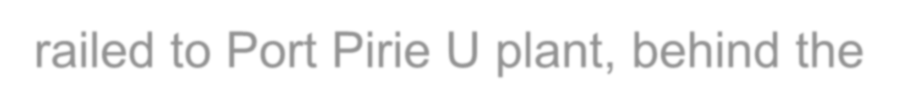 railed to Port Pirie U plant, behind the